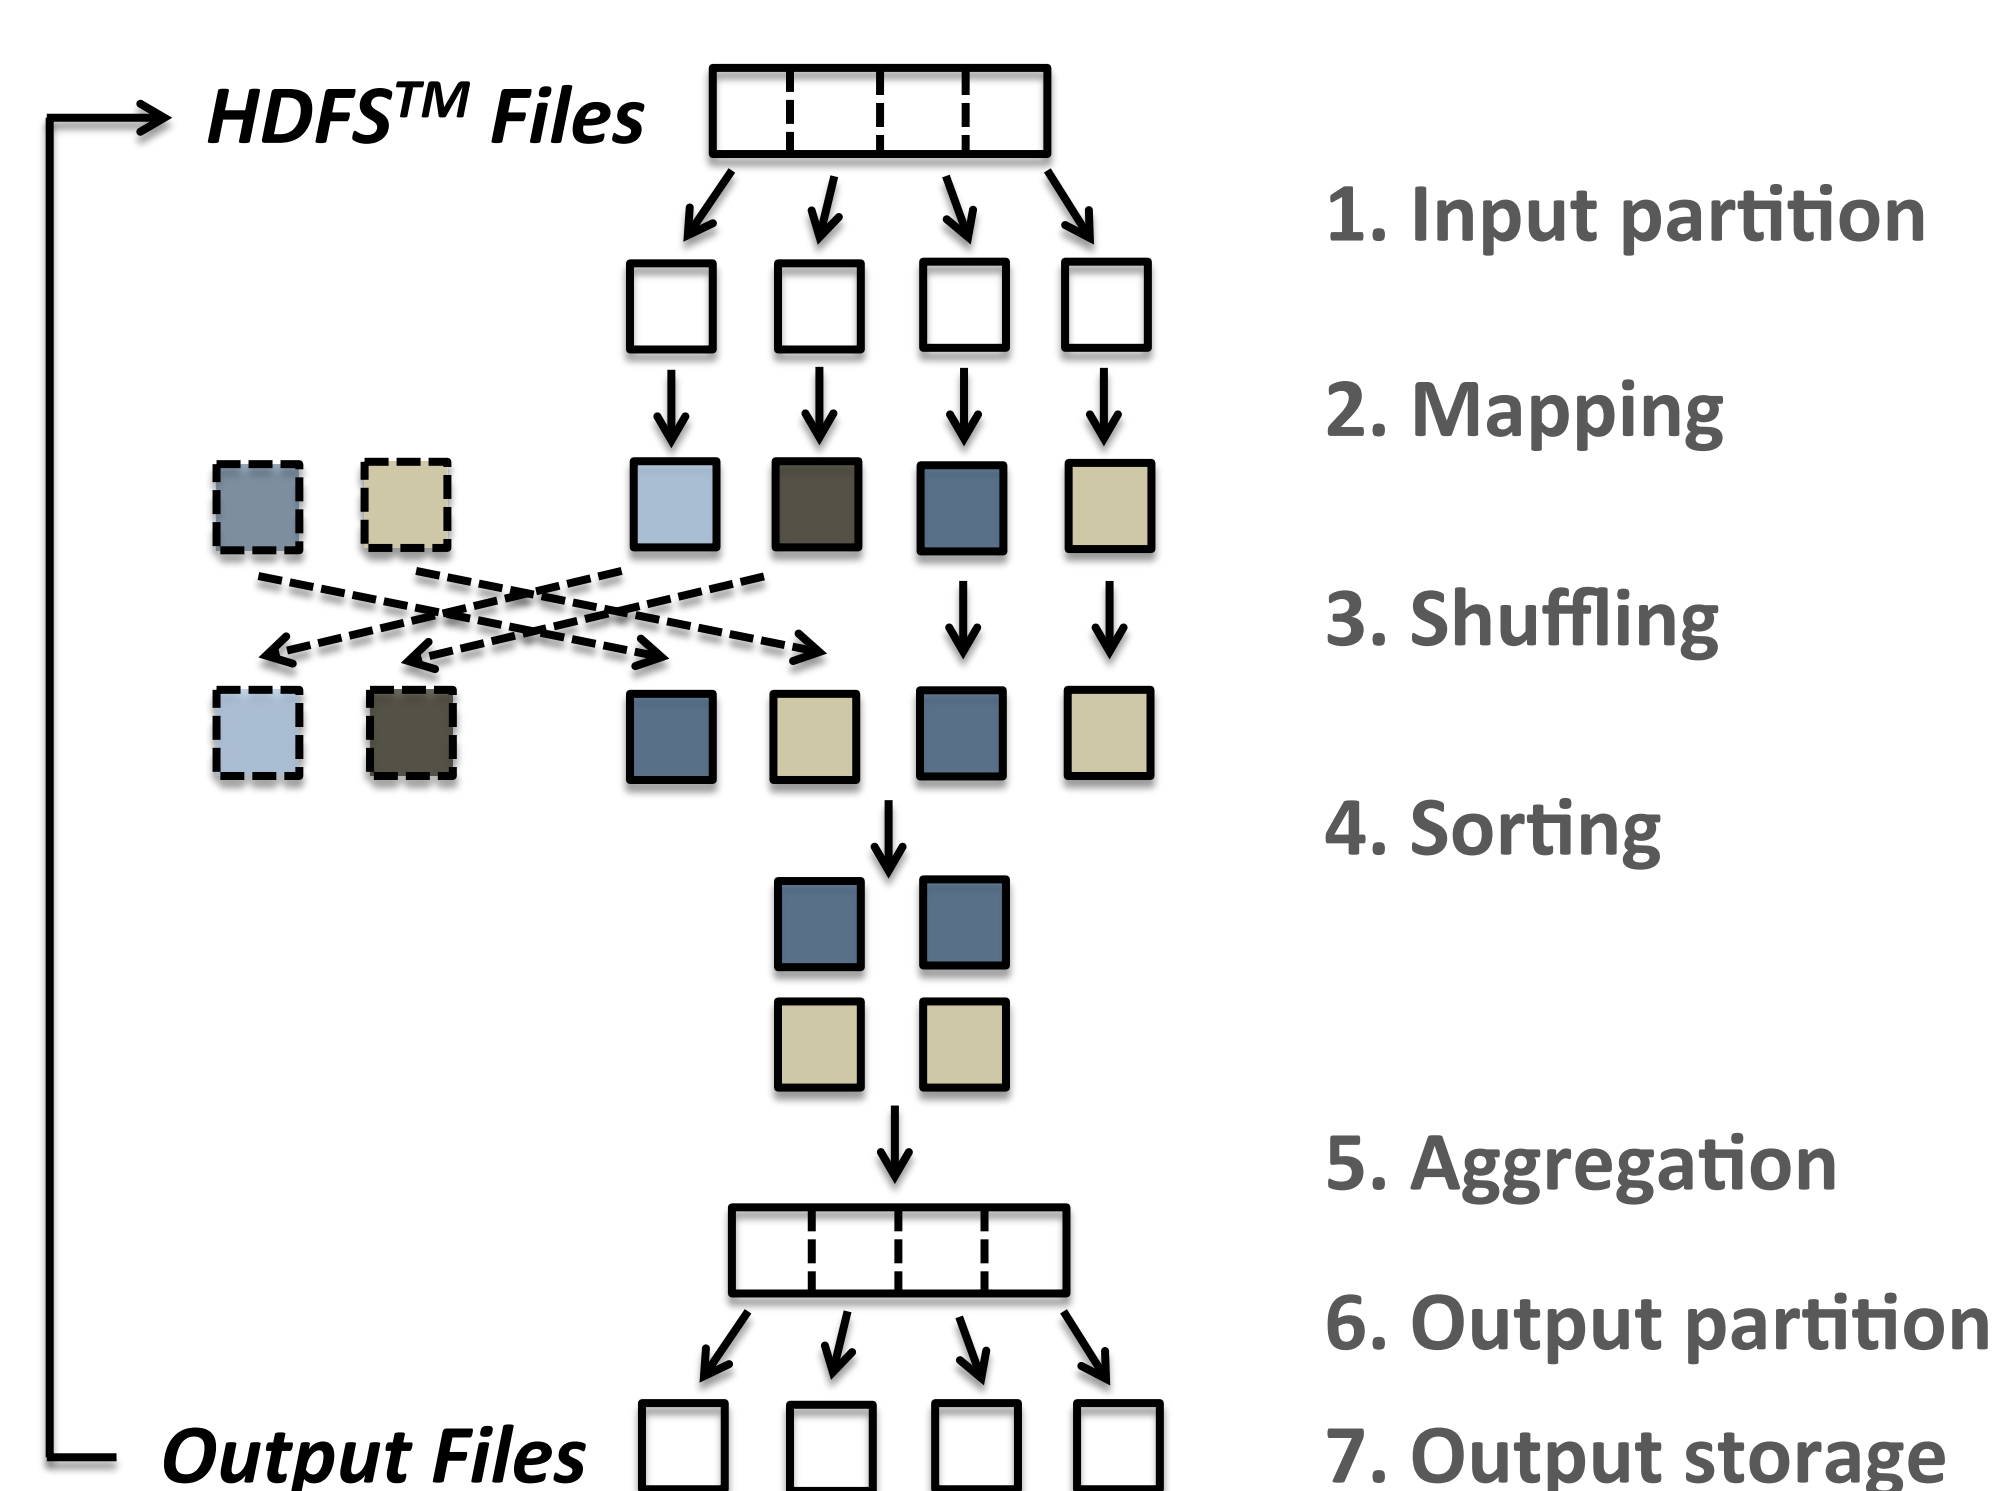 HDFS™ Files
1. Input partition
2. Mapping
3. Shuffling
4. Sorting
5. Aggregation
6. Output partition
Output Files
7. Output storage